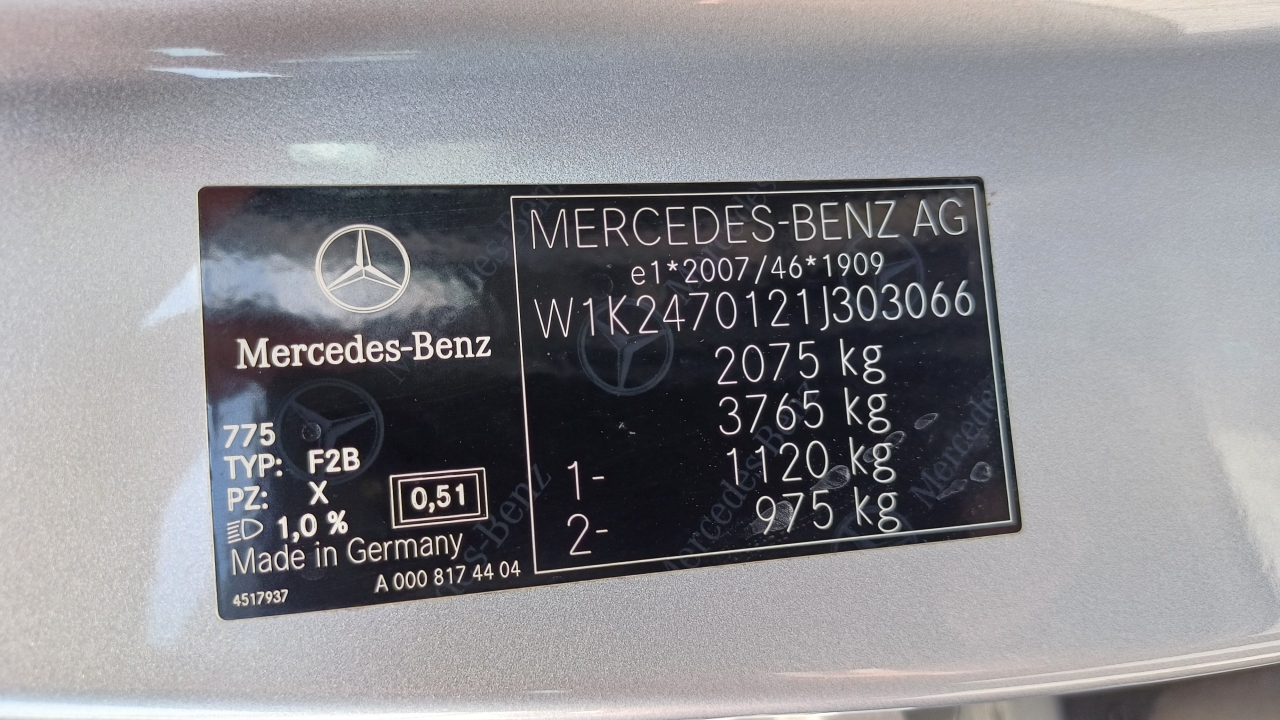 Mercedes-Benz
775
TYP: F2B
PZ: X
1,0 %
0,51
Made in Germany
A 000 817 44 04
4517937
MERCEDES-BENZ AG
e1*2007/46*1909
W1K2470121J303066
2075 kg
3765 kg
1- 1120 kg
2- 975 kg